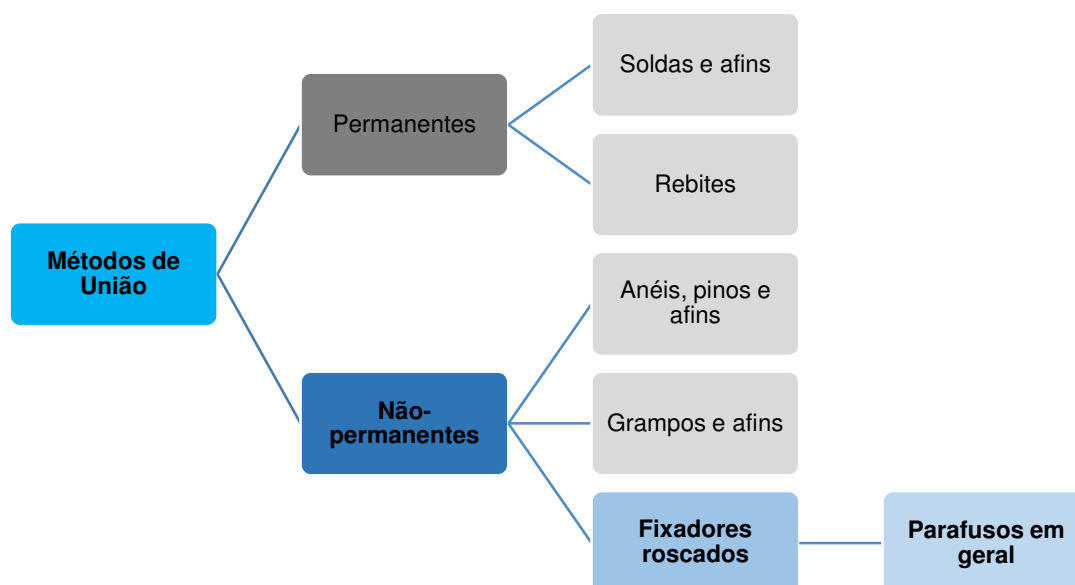 Métodos de
União
Permanentes
Soldas e afins
Rebites
Não-
permanentes
Anéis, pinos e
afins
Grampos e afins
Fixadores
roscados
Parafusos em
geral